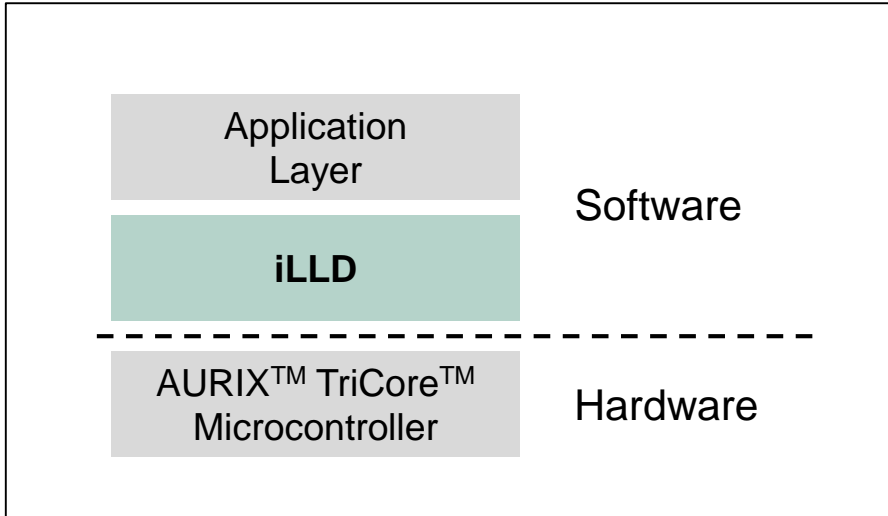 Application
Layer
Software
iLLD
AURIX™ TriCore™
Microcontroller
Hardware